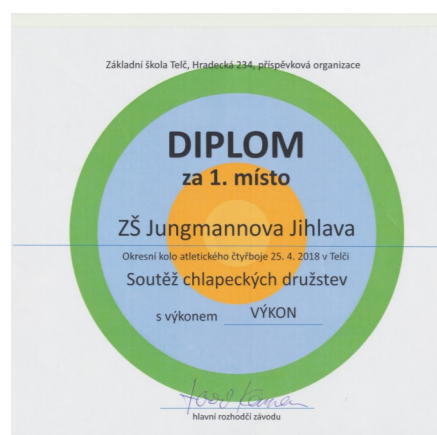 Základní škola Telč, Hradecká 234, příspěvková organizace
DIPLOM
za 1. místo
ZŠ Jungmannova Jihlava
Okresní kolo atletického čtyřboje 25. 4. 2018 v Telči
Soutěž chlapeckých družstev
s výkonem VÝKON
hlavní rozhodčí závodu